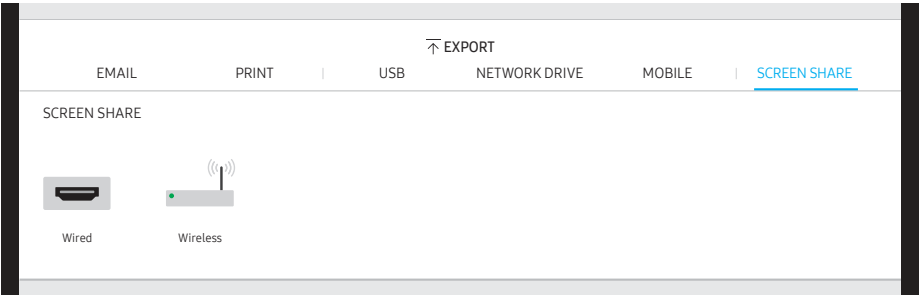 EXPORT
EMAIL PRINT USB NETWORK DRIVE MOBILE SCREEN SHARE
SCREEN SHARE
Wired Wireless